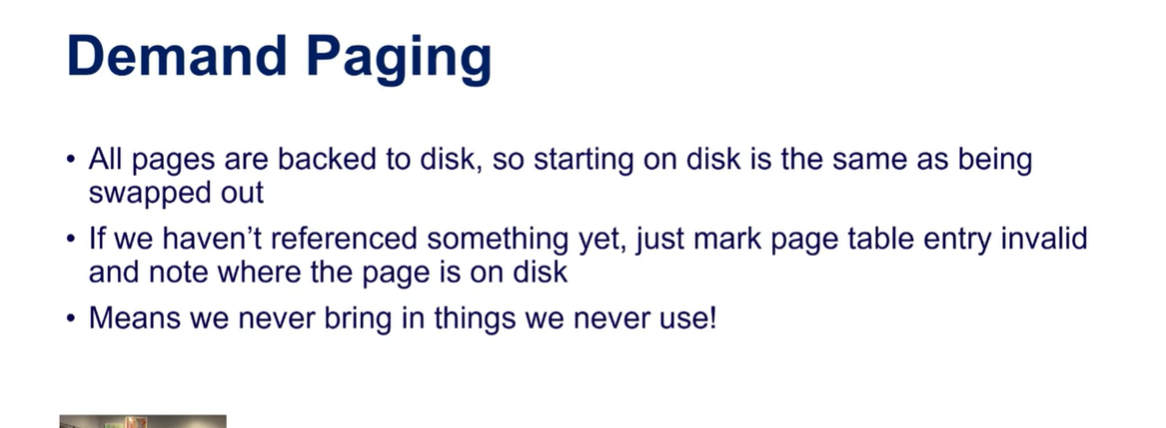 Demand Paging
• All pages are backed to disk, so starting on disk is the same as being
swapped out
• If we haven't referenced something yet, just mark page table entry invalid
and note where the page is on disk
• Means we never bring in things we never use!